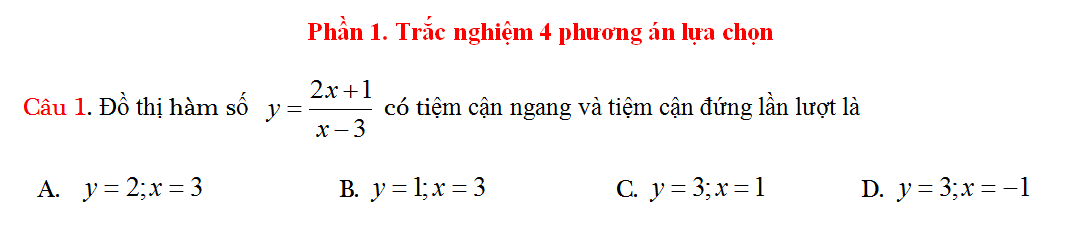 Phần 1. Trắc nghiệm 4 phương án lựa chọn
Câu 1. Đồ thị hàm số y = \frac{2x+1}{x-3} có tiệm cận ngang và tiệm cận đứng lần lượt là
A. y = 2; x = 3 B. y = 1; x = 3 C. y = 3; x = 1 D. y = 3; x = −1